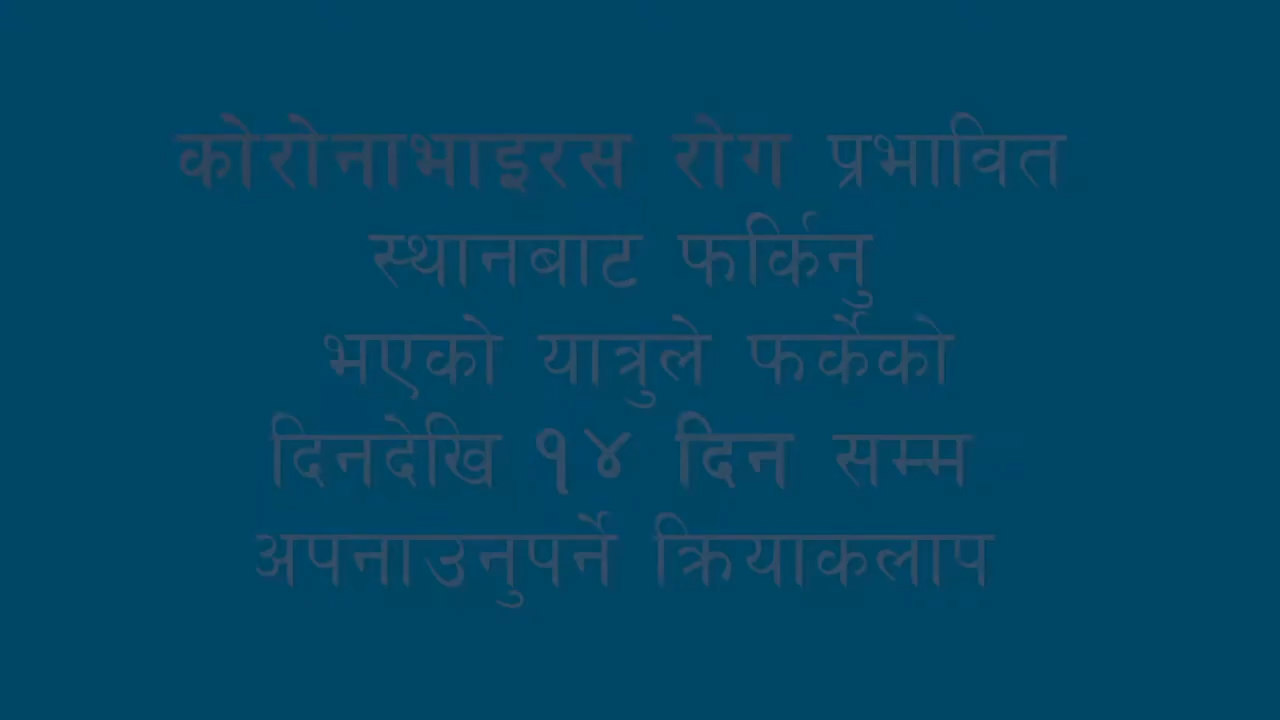 कोरोनाभाइरस रोग प्रभावित
स्थानबाट फर्किनु
भएको यात्रुले फर्केको
दिनदेखि १४ दिन सम्म
अपनाउनुपर्ने क्रियाकलाप